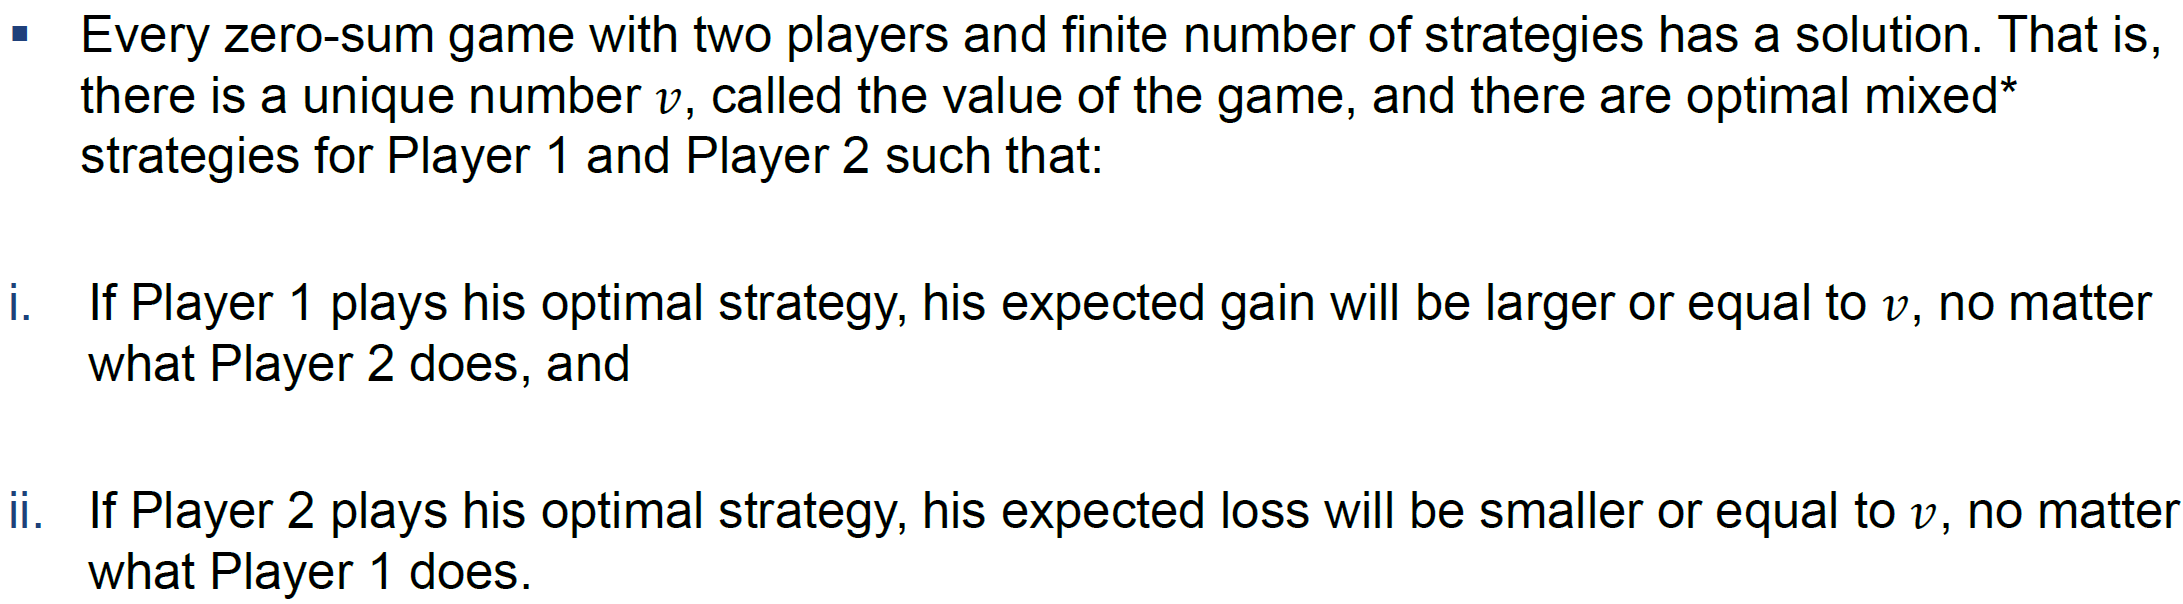 ▪ Every zero-sum game with two players and finite number of strategies has a solution. That is,
there is a unique number 𝑣, called the value of the game, and there are optimal mixed*
strategies for Player 1 and Player 2 such that:
i. If Player 1 plays his optimal strategy, his expected gain will be larger or equal to 𝑣, no matter
what Player 2 does, and
ii. If Player 2 plays his optimal strategy, his expected loss will be smaller or equal to 𝑣, no matter
what Player 1 does.